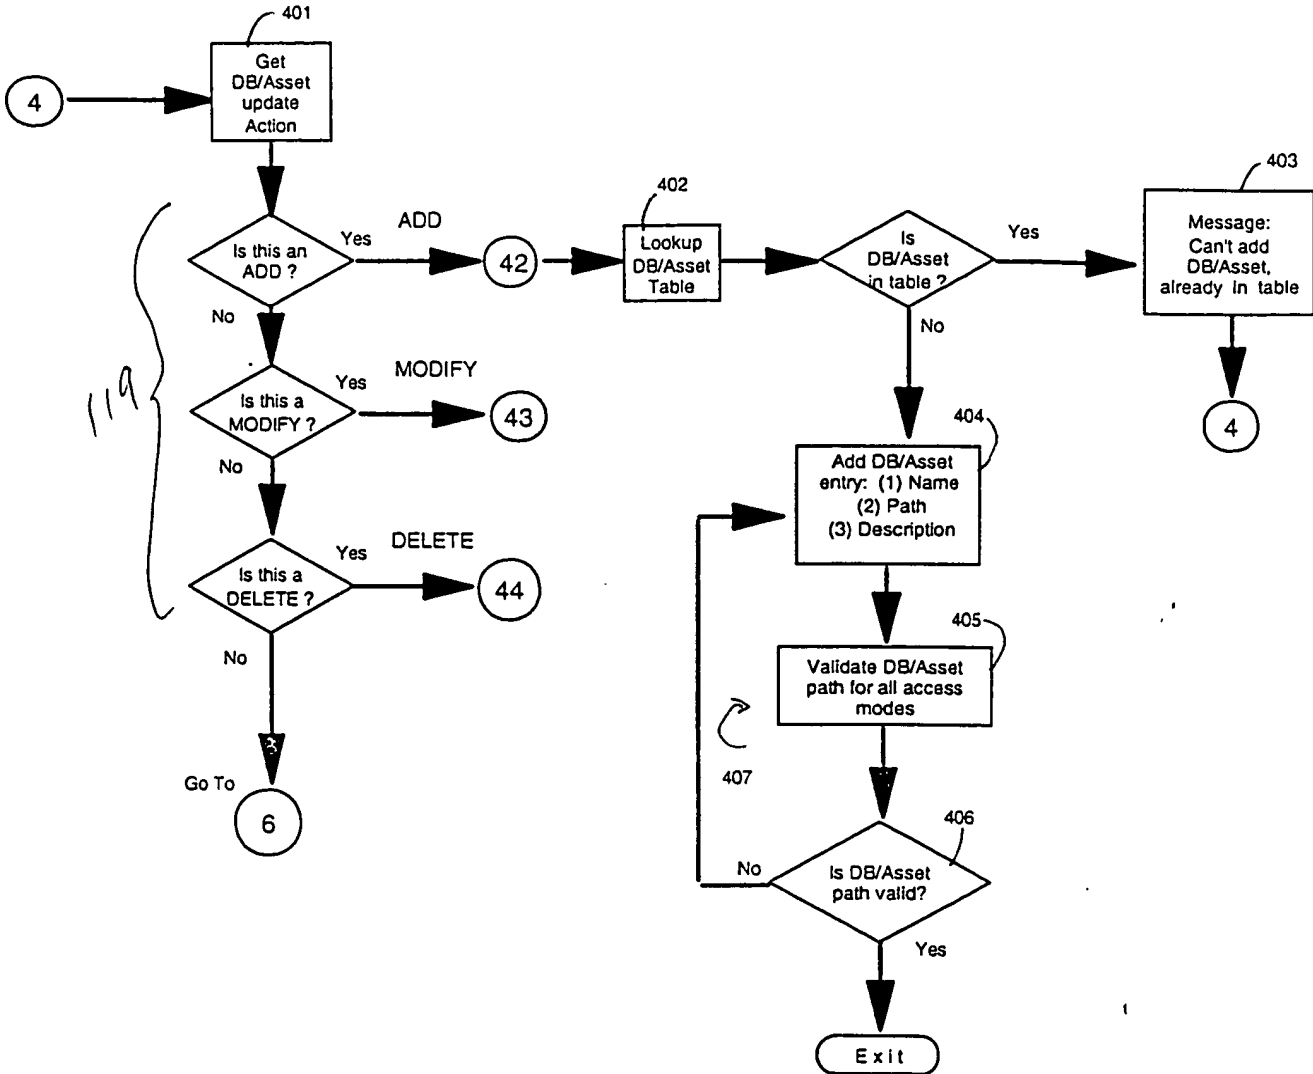 401
Get
DB/Asset
update
Action
4
Is this an
ADD ?
Yes
ADD
42
402
Lookup
DB/Asset
Table
Is
DB/Asset
in table ?
Yes
403
Message:
Can't add
DB/Asset,
already in table
4
No
No
119
Is this a
MODIFY ?
Yes
MODIFY
43
No
404
Add DB/Asset
entry: (1) Name
(2) Path
(3) Description
Is this a
DELETE ?
Yes
DELETE
44
No
405
Validate DB/Asset
path for all access
modes
407
Go To
6
406
Is DB/Asset
path valid?
No
Yes
Exit